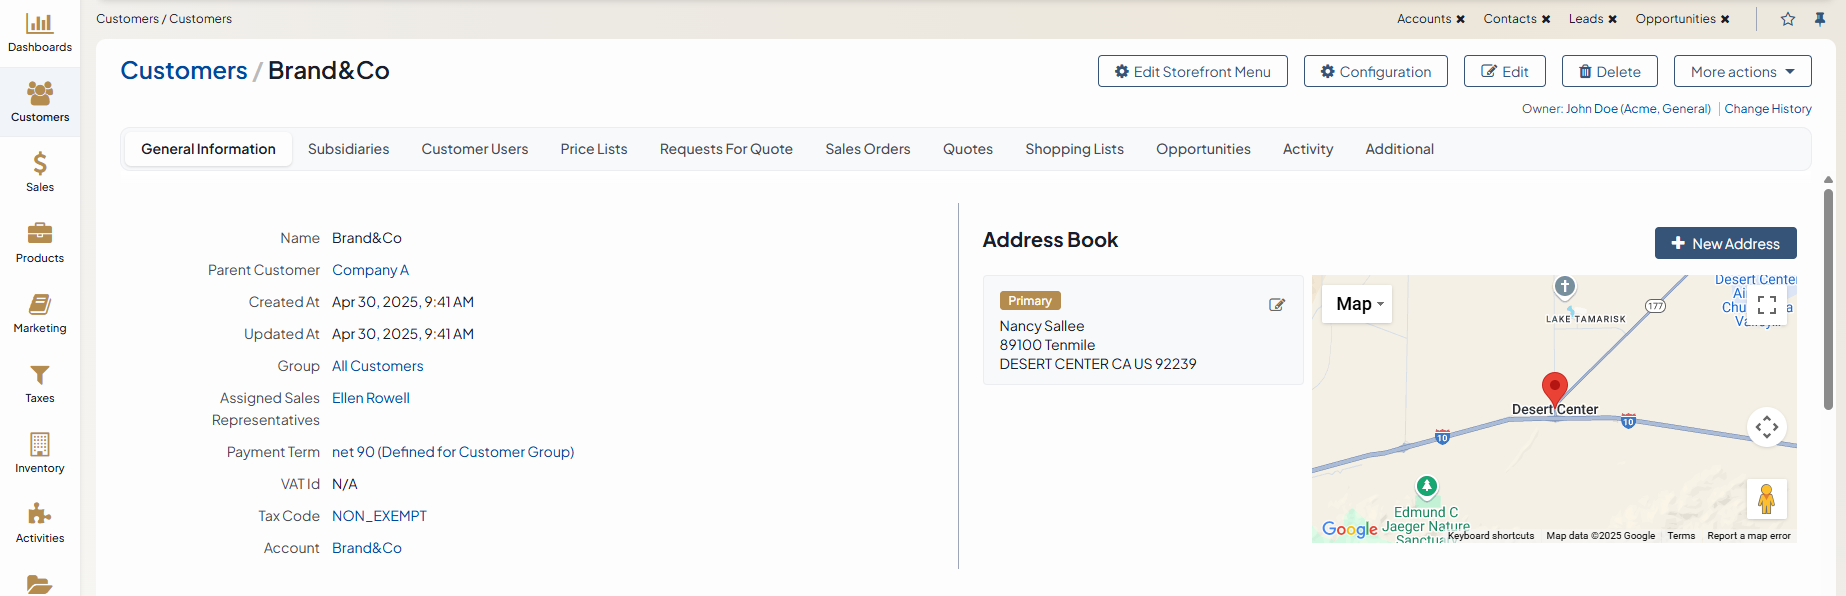 Customers / Customers
Accounts ✖ Contacts ✖ Leads ✖ Opportunities ✖
Dashboards
Customers
Sales
Products
Marketing
Taxes
Inventory
Activities
Customers / Brand&Co
Edit Storefront Menu Configuration Edit Delete More actions
Owner: John Doe (Acme, General) | Change History
General Information Subsidiaries Customer Users Price Lists Requests For Quote Sales Orders Quotes Shopping Lists Opportunities Activity Additional
Name Brand&Co
Parent Customer Company A
Created At Apr 30, 2025, 9:41 AM
Updated At Apr 30, 2025, 9:41 AM
Group All Customers
Assigned Sales Representatives Ellen Rowell
Payment Term net 90 (Defined for Customer Group)
VAT Id N/A
Tax Code NON_EXEMPT
Account Brand&Co
Address Book
+ New Address
Primary
Nancy Sallee
89100 Tenmile
DESERT CENTER CA US 92239
Map
Desert Center
LAKE TAMARISK
177
Desert Center
10
10
Edmund C
Jaeger Nature
Sanctuary
Google
Keyboard shortcuts Map data ©2025 Google Terms Report a map error